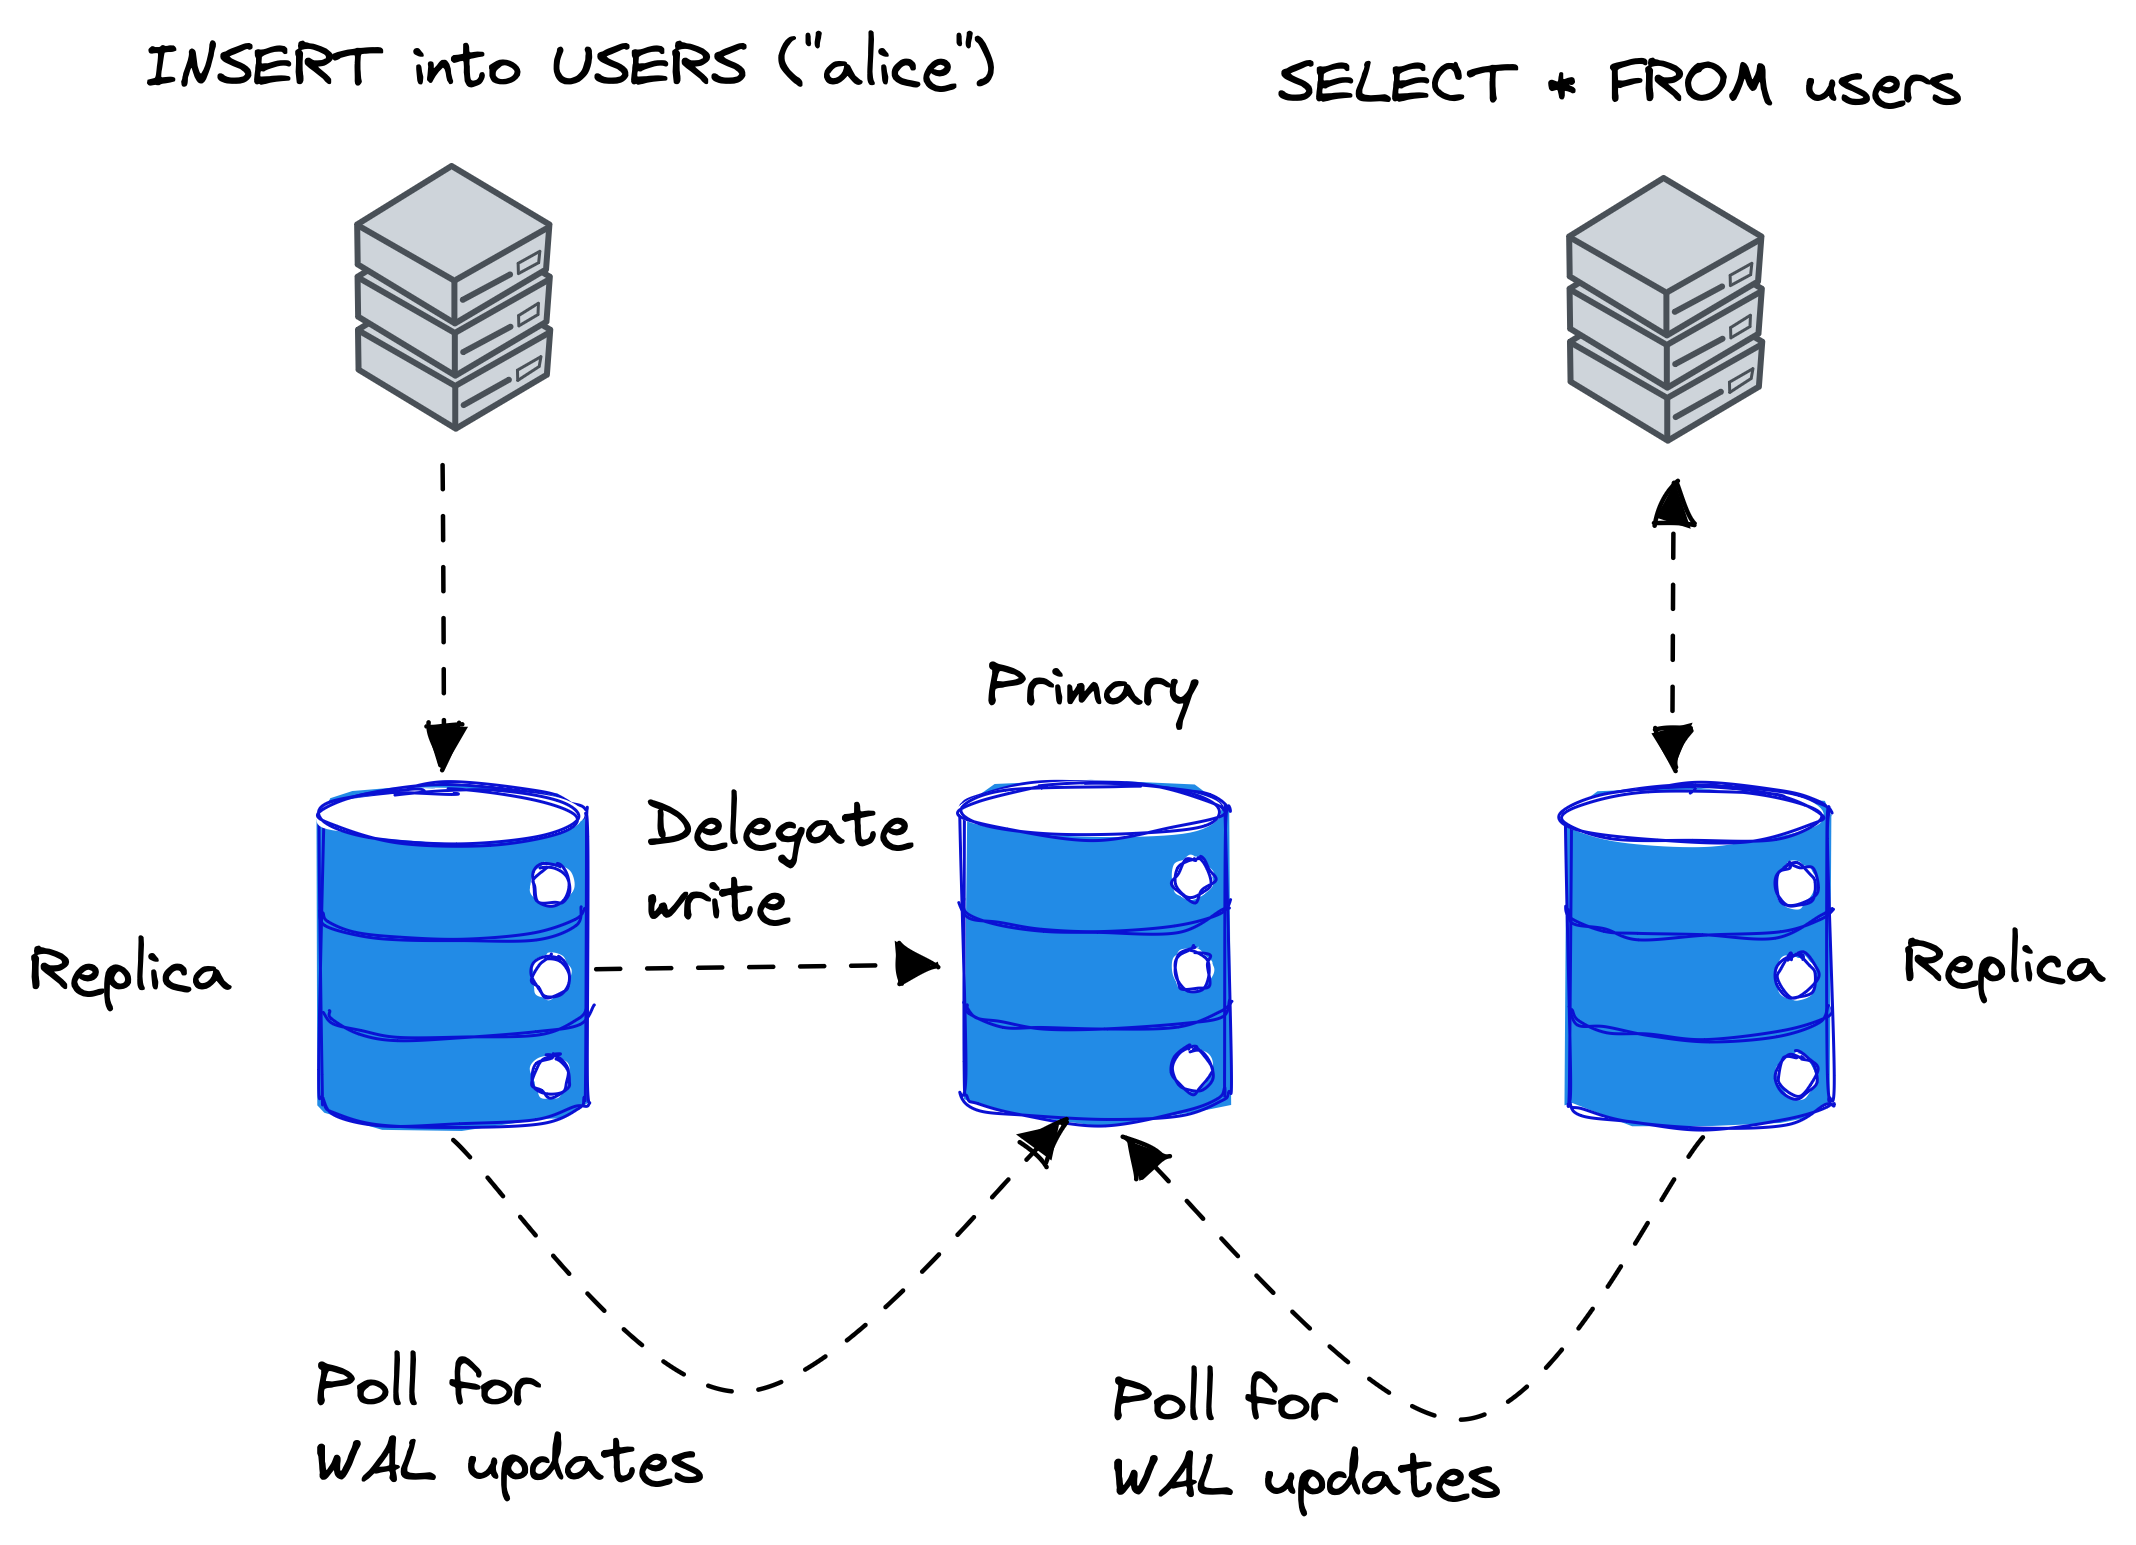 INSERT into USERS ("alice")
SELECT * FROM users
Primary
Delegate
write
Replica
Replica
Poll for
WAL updates
Poll for
WAL updates